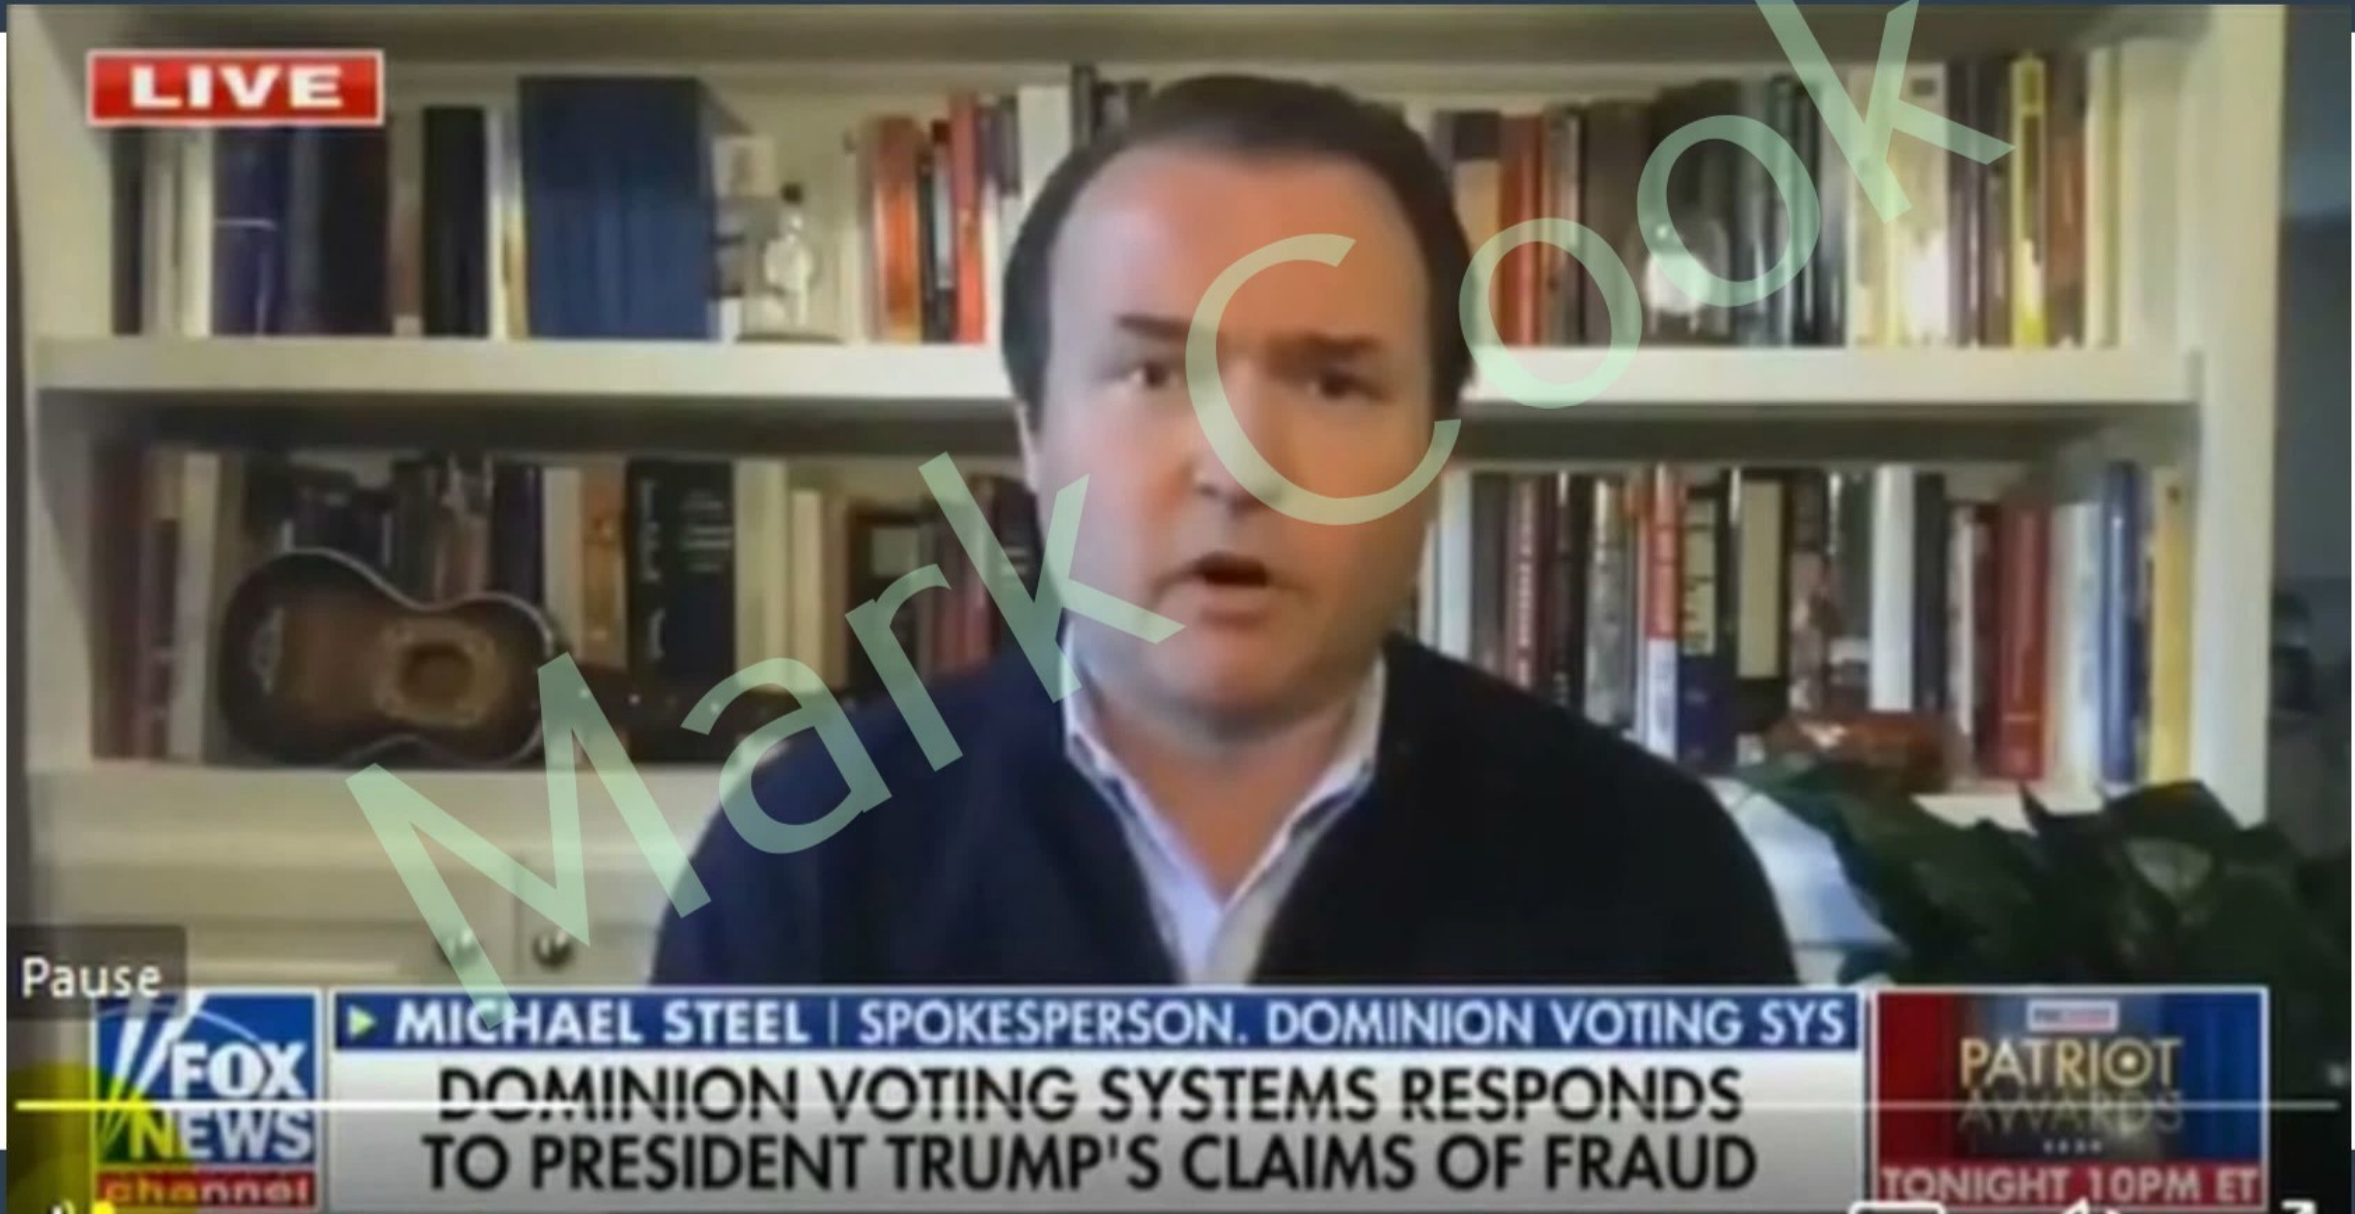 LIVE
Mark Cook
Pause
MICHAEL STEEL | SPOKESPERSON. DOMINION VOTING SYS
DOMINION VOTING SYSTEMS RESPONDS
TO PRESIDENT TRUMP'S CLAIMS OF FRAUD
FOX
NEWS
channel
PATRIOT
AWARDS
TONIGHT 10PM ET